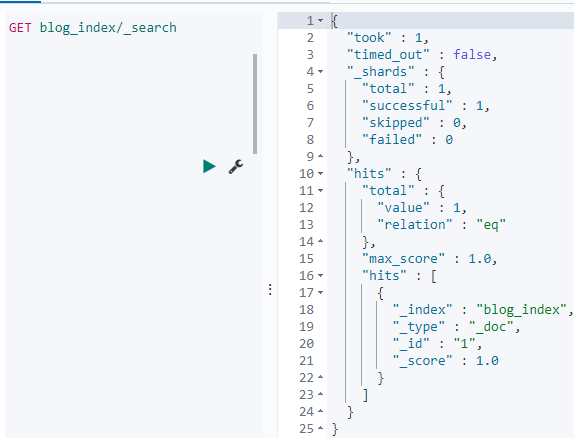 GET blog_index/_search
1 {
2 "took" : 1,
3 "timed_out" : false,
4 "_shards" : {
5 "total" : 1,
6 "successful" : 1,
7 "skipped" : 0,
8 "failed" : 0
9 },
10 "hits" : {
11 "total" : {
12 "value" : 1,
13 "relation" : "eq"
14 },
15 "max_score" : 1.0,
16 "hits" : [
17 {
18 "_index" : "blog_index",
19 "_type" : "_doc",
20 "_id" : "1",
21 "_score" : 1.0
22 }
23 ]
24 }
25 }